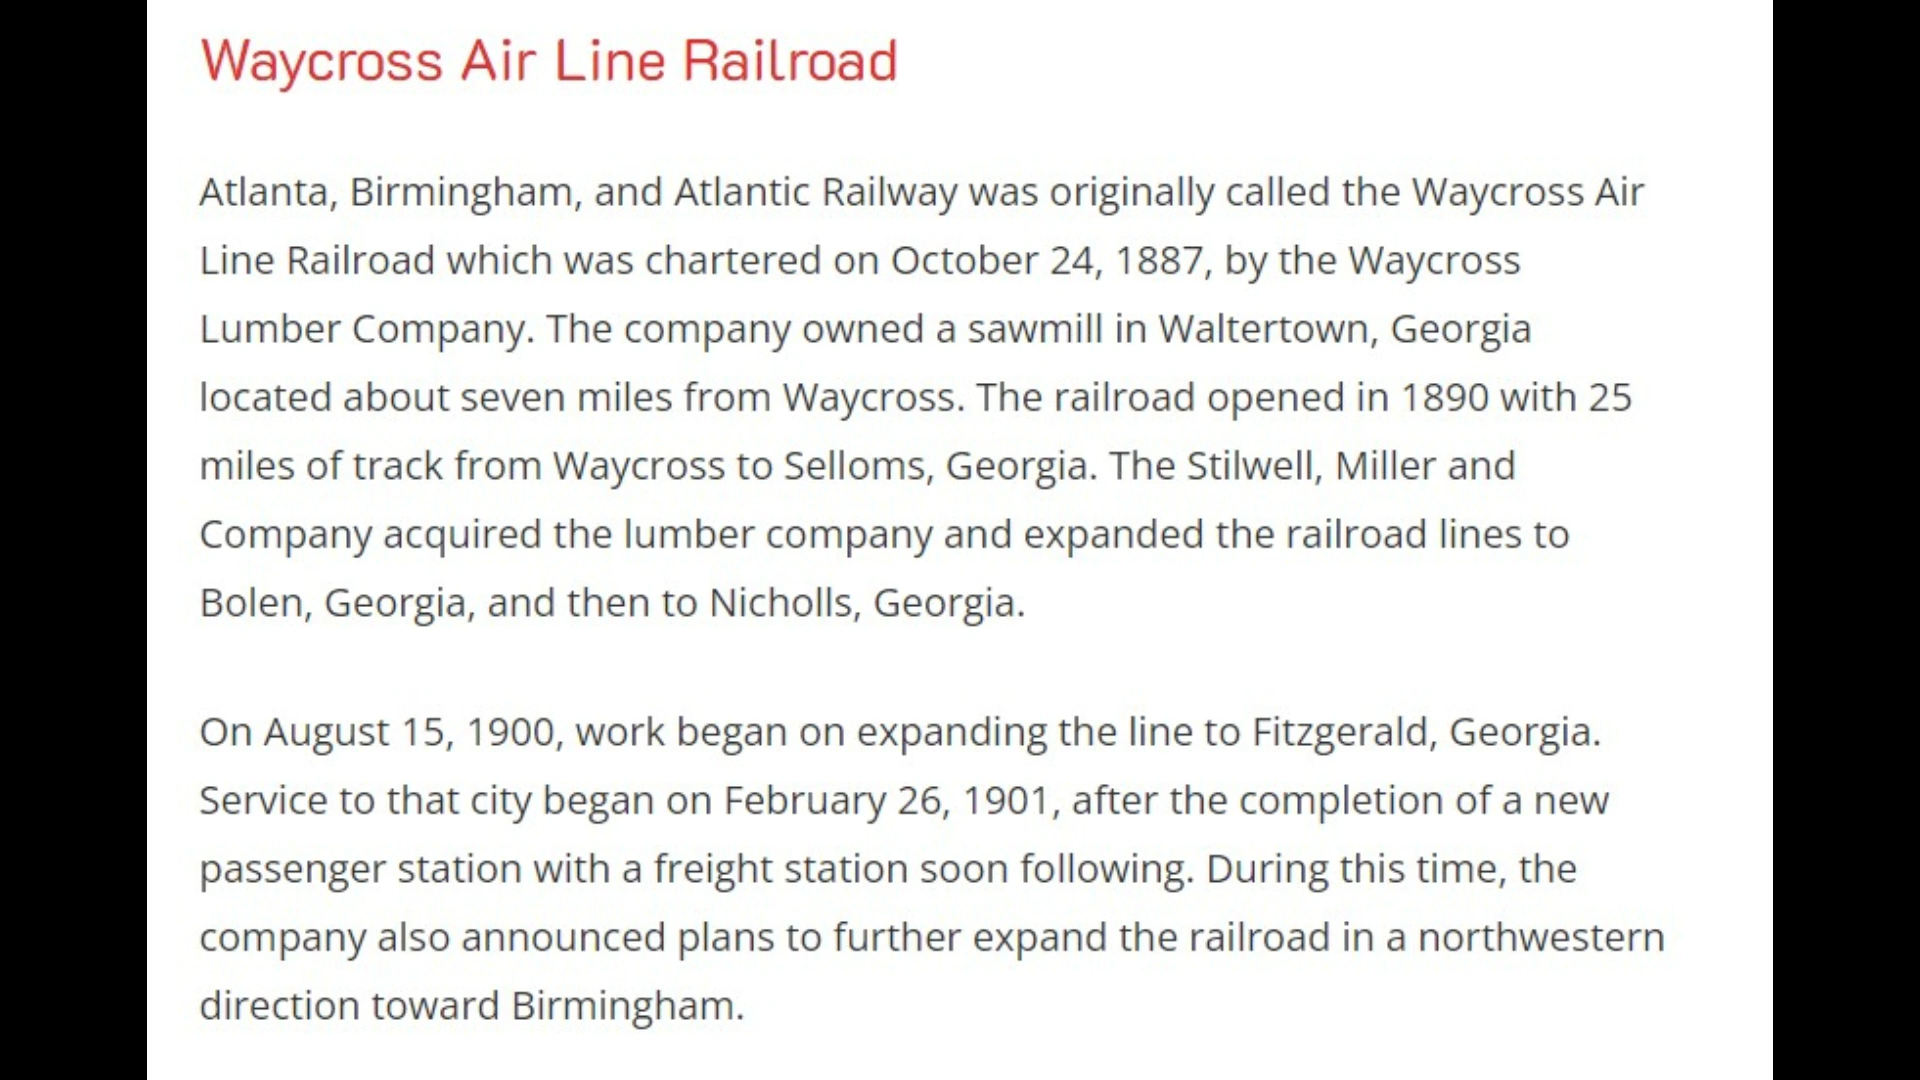 Waycross Air Line Railroad
Atlanta, Birmingham, and Atlantic Railway was originally called the Waycross Air
Line Railroad which was chartered on October 24, 1887, by the Waycross
Lumber Company. The company owned a sawmill in Waltertown, Georgia
located about seven miles from Waycross. The railroad opened in 1890 with 25
miles of track from Waycross to Selloms, Georgia. The Stilwell, Miller and
Company acquired the lumber company and expanded the railroad lines to
Bolen, Georgia, and then to Nicholls, Georgia.
On August 15, 1900, work began on expanding the line to Fitzgerald, Georgia.
Service to that city began on February 26, 1901, after the completion of a new
passenger station with a freight station soon following. During this time, the
company also announced plans to further expand the railroad in a northwestern
direction toward Birmingham.